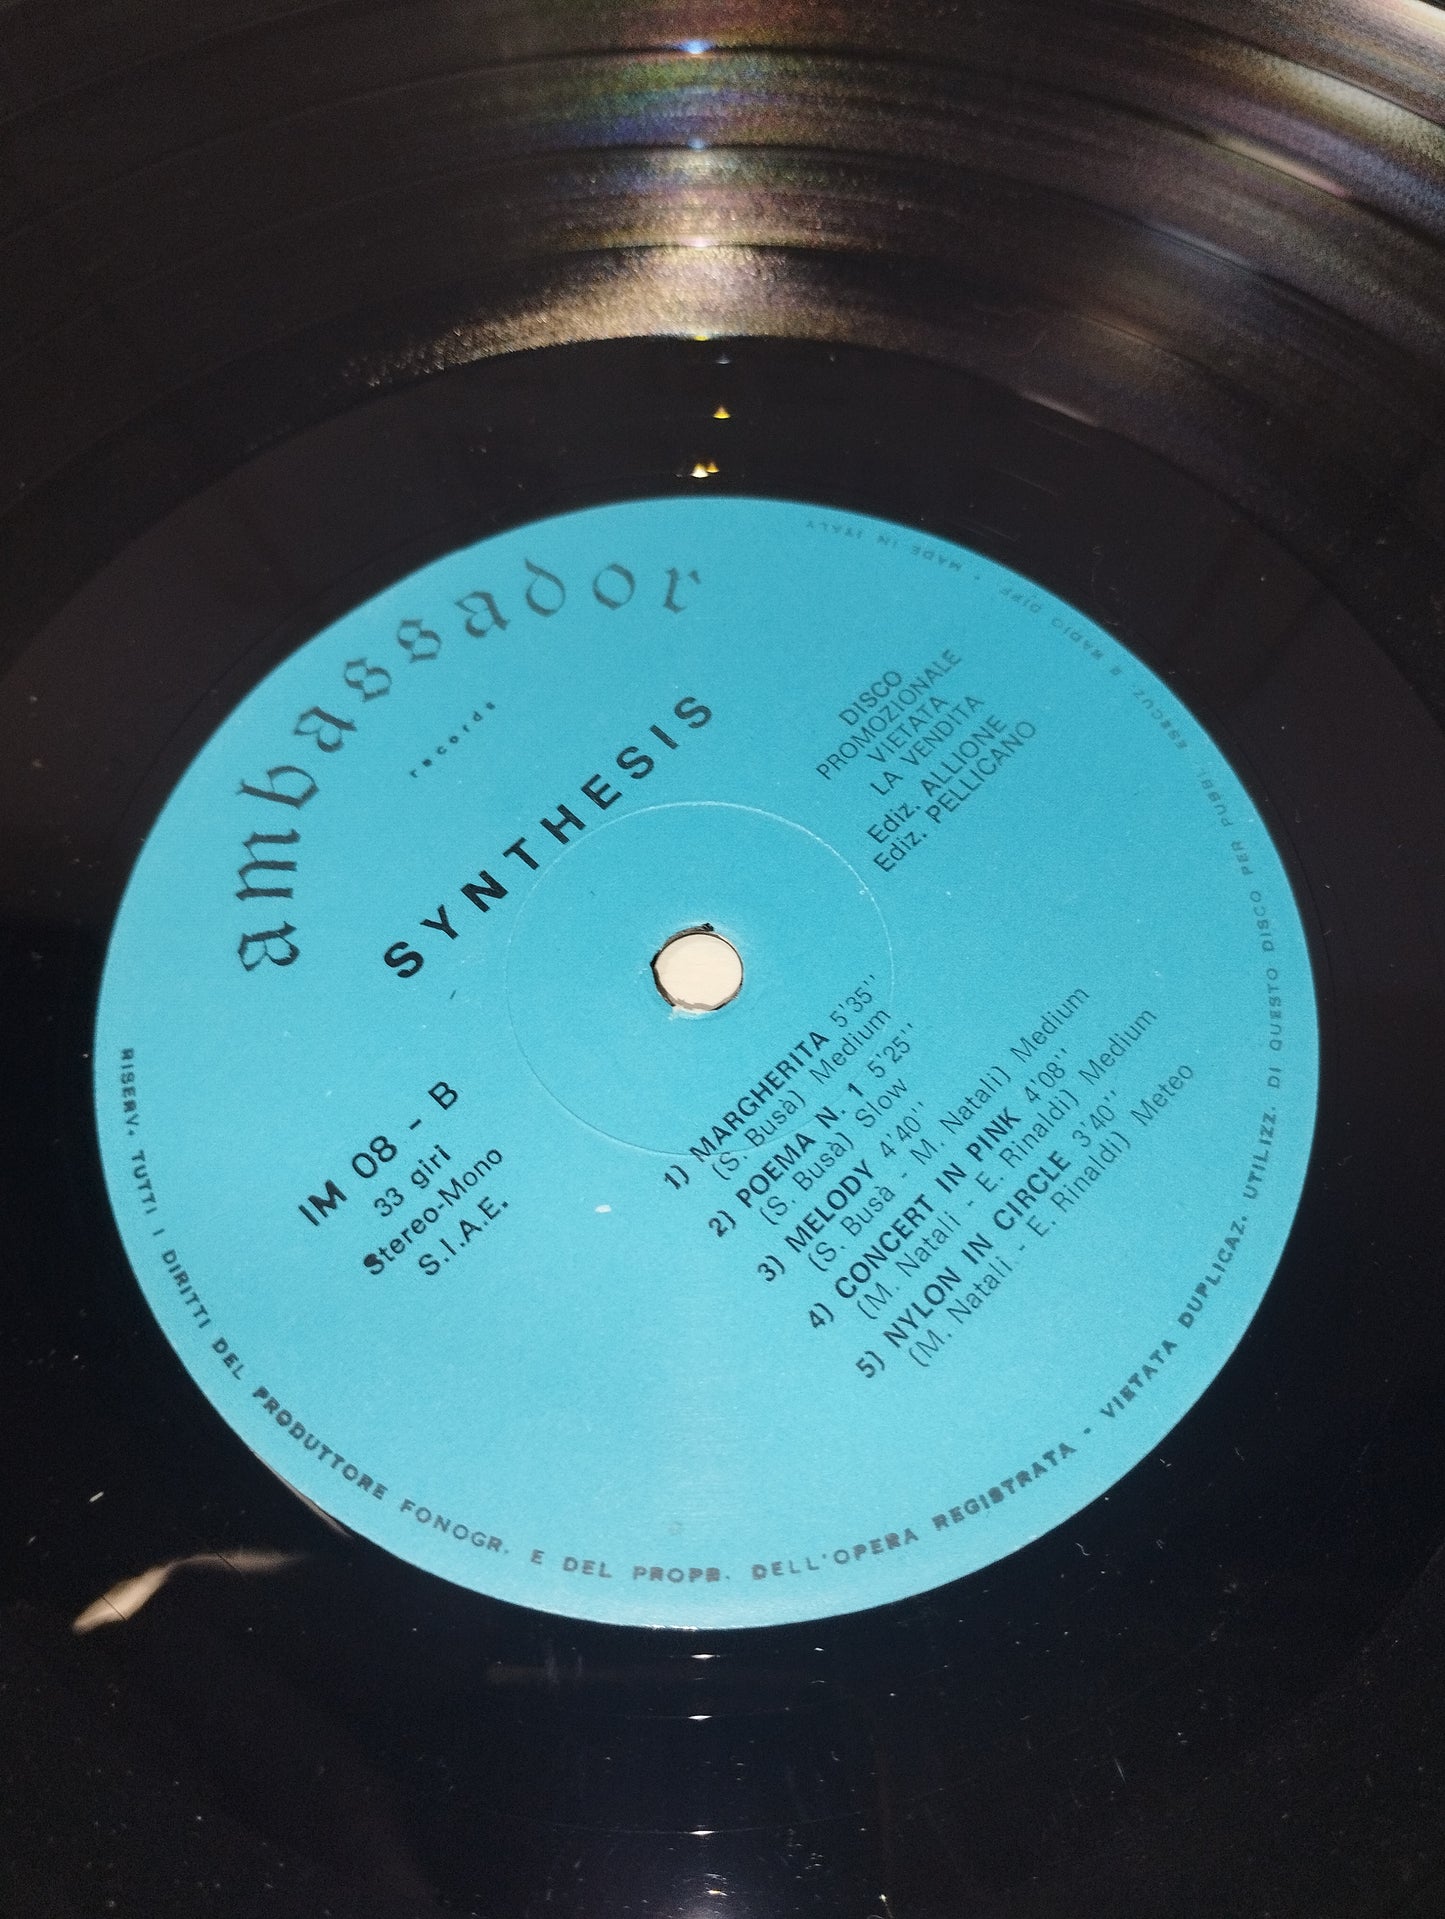 ambassador
records
SYNTHESIS
DISCO
PROMOZIONALE
VIETATA
LA VENDITA
Ediz. ALLIONE
Ediz. PELLICANO
IM 08 - B
33 giri
Stereo-Mono
S.I.A.E.
1) MARGHERITA 5'35''
(S. Busà) Medium
2) POEMA N. 1 5'25''
(S. Busà) Slow
3) MELODY 4'40''
(S. Busà - M. Natali) Medium
4) CONCERT IN PINK 4'08''
(M. Natali - E. Rinaldi) Medium
5) NYLON IN CIRCLE 3'40''
(M. Natali - E. Rinaldi) Meteo
RISERV. TUTTI I DIRITTI DEL PRODUTTORE FONOGR. E DEL PROPR. DELL'OPERA REGISTRATA - VIETATA DUPLICAZ. UTILIZZ. DI QUESTO DISCO PER PUBBL. ESECUZ. E RADIO DIFF. • MADE IN ITALY